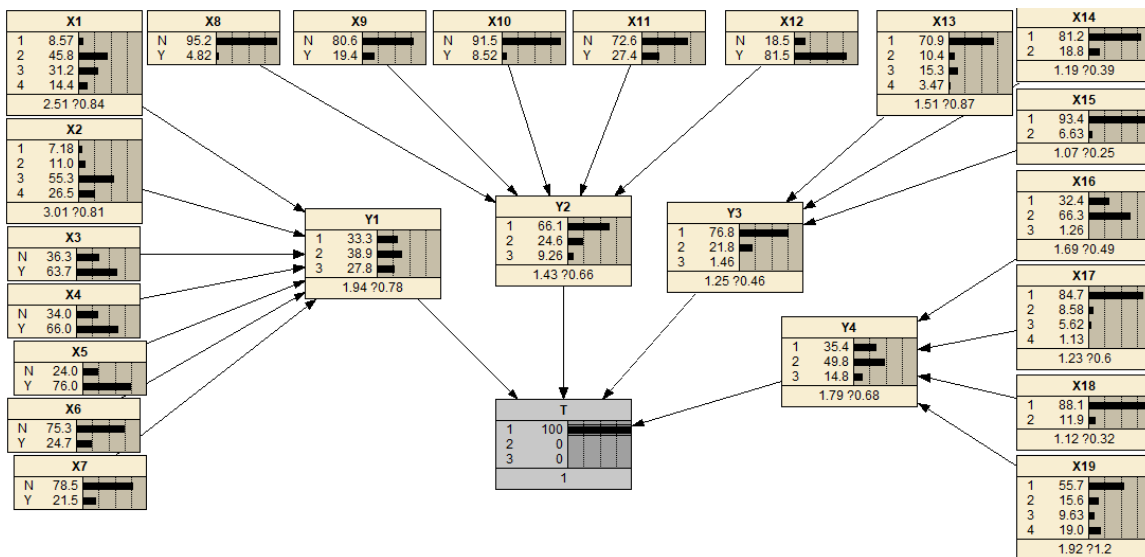 X1
1 8.57
2 45.8
3 31.2
4 14.4
2.51 ?0.84
X8
N 95.2
Y 4.82
X9
N 80.6
Y 19.4
X10
N 91.5
Y 8.52
X11
N 72.6
Y 27.4
X12
N 18.5
Y 81.5
X13
1 70.9
2 10.4
3 15.3
4 3.47
1.51 ?0.87
X14
1 81.2
2 18.8
1.19 ?0.39
X2
1 7.18
2 11.0
3 55.3
4 26.5
3.01 ?0.81
X15
1 93.4
2 6.63
1.07 ?0.25
X16
1 32.4
2 66.3
3 1.26
1.69 ?0.49
Y1
1 33.3
2 38.9
3 27.8
1.94 ?0.78
Y2
1 66.1
2 24.6
3 9.26
1.43 ?0.66
Y3
1 76.8
2 21.8
3 1.46
1.25 ?0.46
X3
N 36.3
Y 63.7
X4
N 34.0
Y 66.0
X17
1 84.7
2 8.58
3 5.62
4 1.13
1.23 ?0.6
Y4
1 35.4
2 49.8
3 14.8
1.79 ?0.68
X5
N 24.0
Y 76.0
X6
N 75.3
Y 24.7
X18
1 88.1
2 11.9
1.12 ?0.32
T
1 100
2 0
3 0
1
X7
N 78.5
Y 21.5
X19
1 55.7
2 15.6
3 9.63
4 19.0
1.92 ?1.2